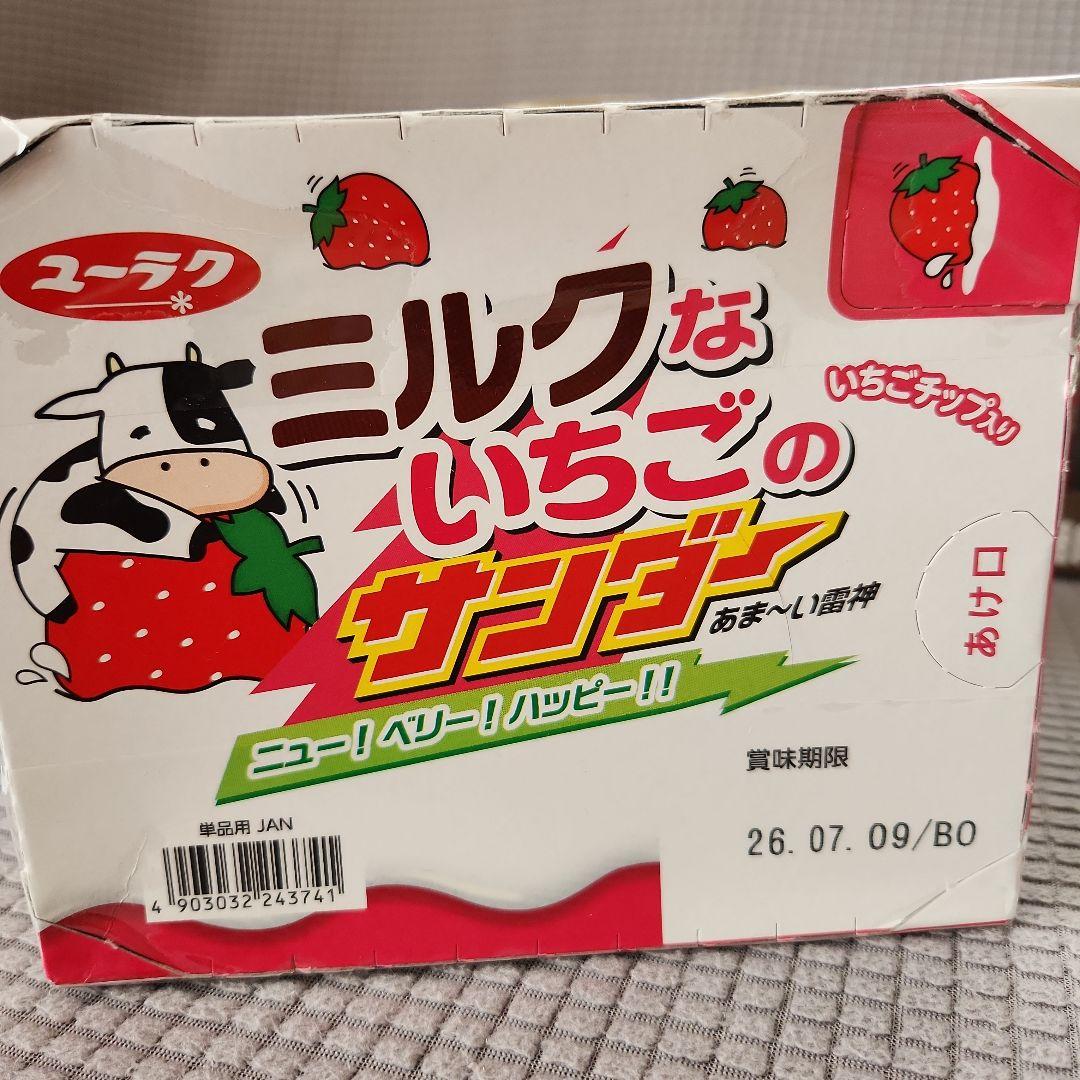 ユーラク
ミルクな
いちごの
サンダー
あま～い雷神
いちごチップ入り
あけ口
ニュー！ベリー！ハッピー！！
賞味期限
26. 07. 09/BO
単品用 JAN
4 903032 243741